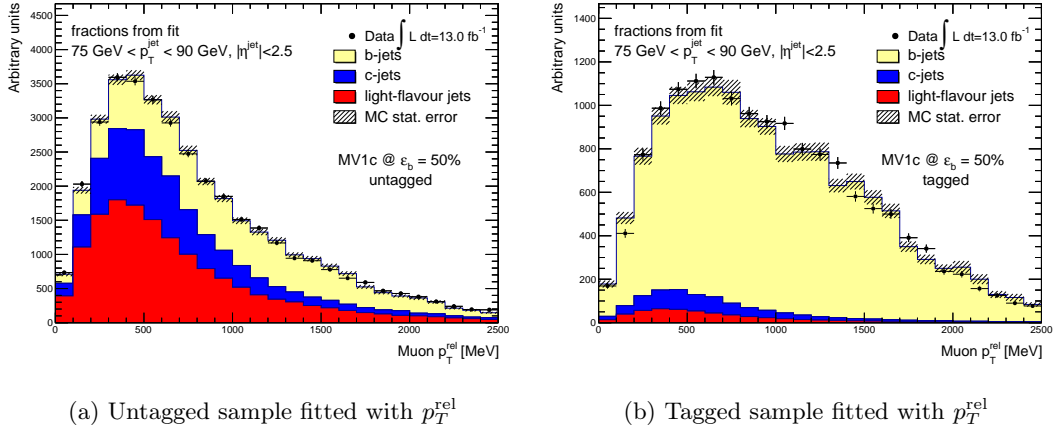 Arbitrary units
4500
4000
3500
3000
2500
2000
1500
1000
500
0
fractions from fit
75 GeV < p_T^jet < 90 GeV, |η^jet|<2.5
Data ∫ L dt=13.0 fb⁻¹
b-jets
c-jets
light-flavour jets
MC stat. error
MV1c @ ε_b = 50%
untagged
0 500 1000 1500 2000 2500
Muon p_T^rel [MeV]
(a) Untagged sample fitted with p_T^rel
Arbitrary units
1400
1200
1000
800
600
400
200
0
fractions from fit
75 GeV < p_T^jet < 90 GeV, |η^jet|<2.5
Data ∫ L dt=13.0 fb⁻¹
b-jets
c-jets
light-flavour jets
MC stat. error
MV1c @ ε_b = 50%
tagged
0 500 1000 1500 2000 2500
Muon p_T^rel [MeV]
(b) Tagged sample fitted with p_T^rel